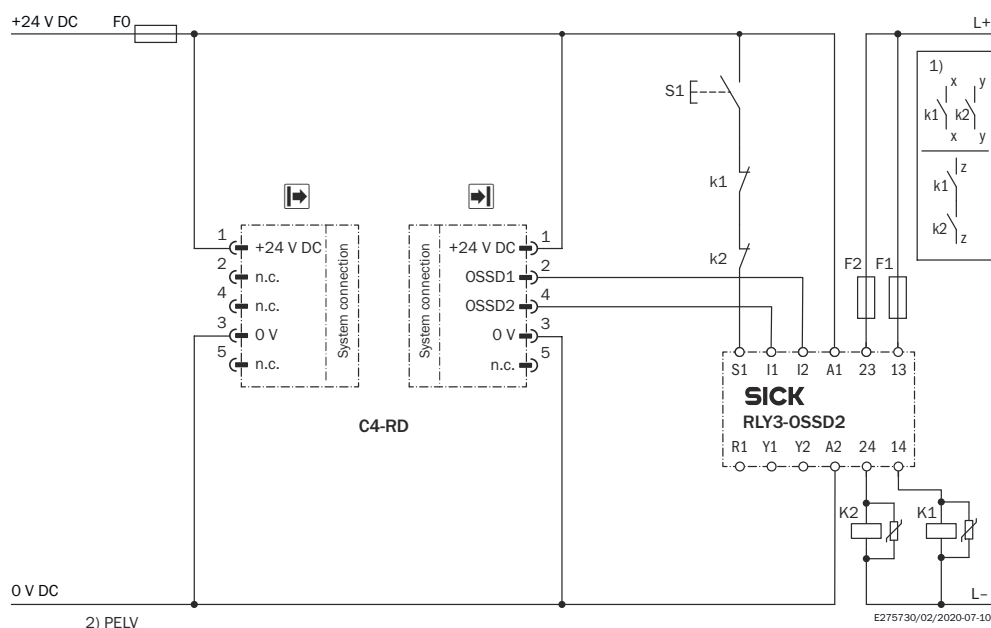 +24 V DC F0 L+
1)
x y
k1 k2
x y
z
k1
k2
z
S1
k1
k2
F2 F1
1 +24 V DC
2 n.c.
4 n.c.
3 0 V
5 n.c.
System connection
System connection
+24 V DC 1
OSSD1 2
OSSD2 4
0 V 3
n.c. 5
C4-RD
S1 I1 I2 A1 23 13
SICK
RLY3-OSSD2
R1 Y1 Y2 A2 24 14
K2 K1
0 V DC L–
2) PELV
E275730/02/2020-07-10